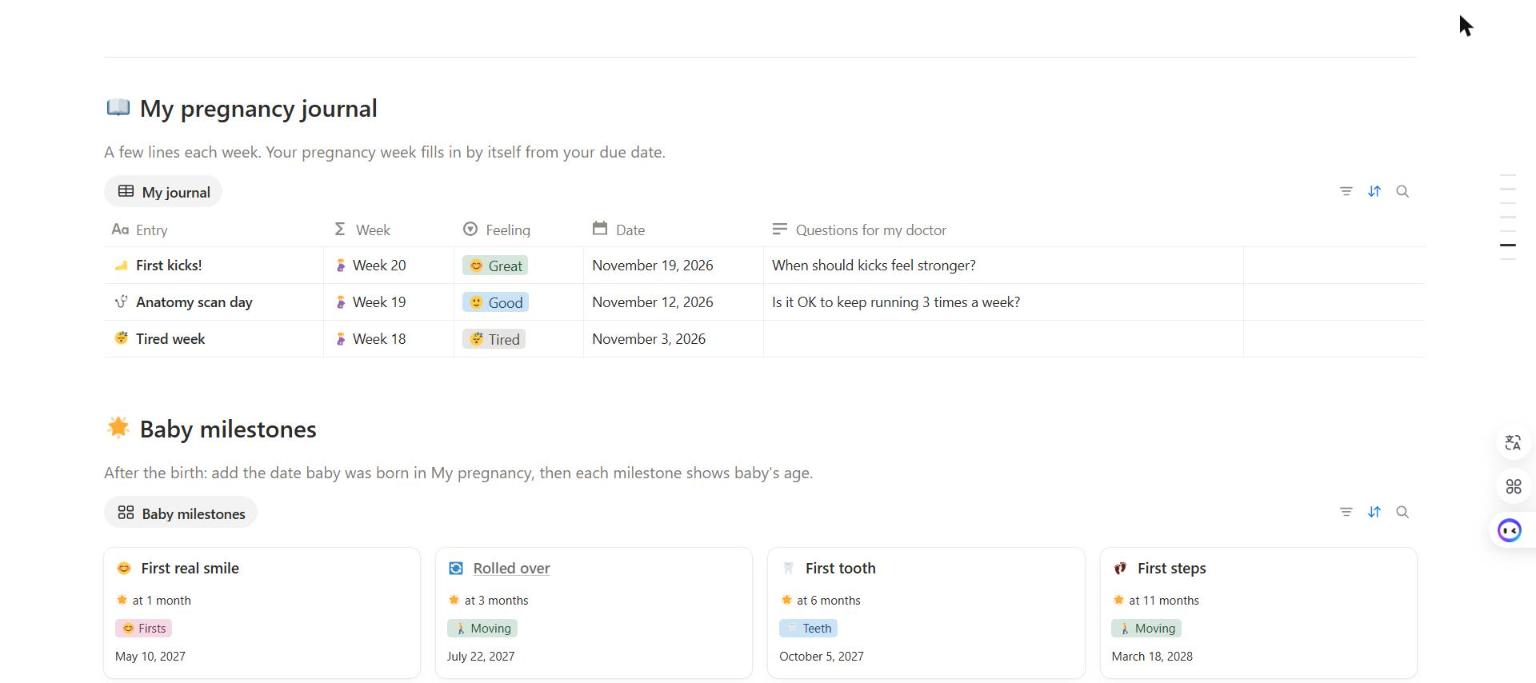 My pregnancy journal
A few lines each week. Your pregnancy week fills in by itself from your due date.
My journal
Aa Entry Week Feeling Date Questions for my doctor
First kicks! Week 20 Great November 19, 2026 When should kicks feel stronger?
Anatomy scan day Week 19 Good November 12, 2026 Is it OK to keep running 3 times a week?
Tired week Week 18 Tired November 3, 2026
Baby milestones
After the birth: add the date baby was born in My pregnancy, then each milestone shows baby's age.
Baby milestones
First real smile
at 1 month
Firsts
May 10, 2027
Rolled over
at 3 months
Moving
July 22, 2027
First tooth
at 6 months
Teeth
October 5, 2027
First steps
at 11 months
Moving
March 18, 2028